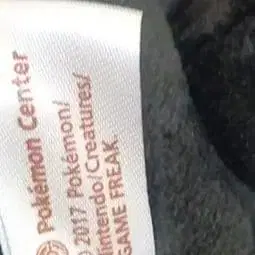 Pokémon Center
2017 Pokémon/
Nintendo/Creatures/
GAME FREAK.